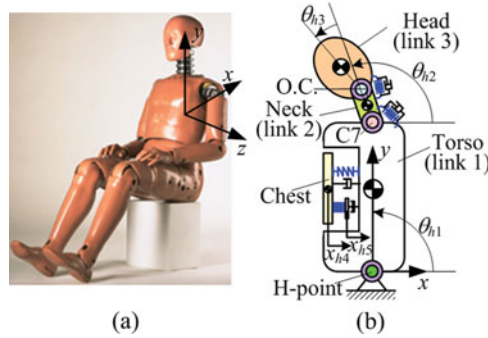 y
x
z
(a)
θh3
Head
(link 3)
θh2
O.C.
Neck
(link 2)
C7
Torso
(link 1)
y
Chest
θh1
xh5
xh4
x
H-point
(b)